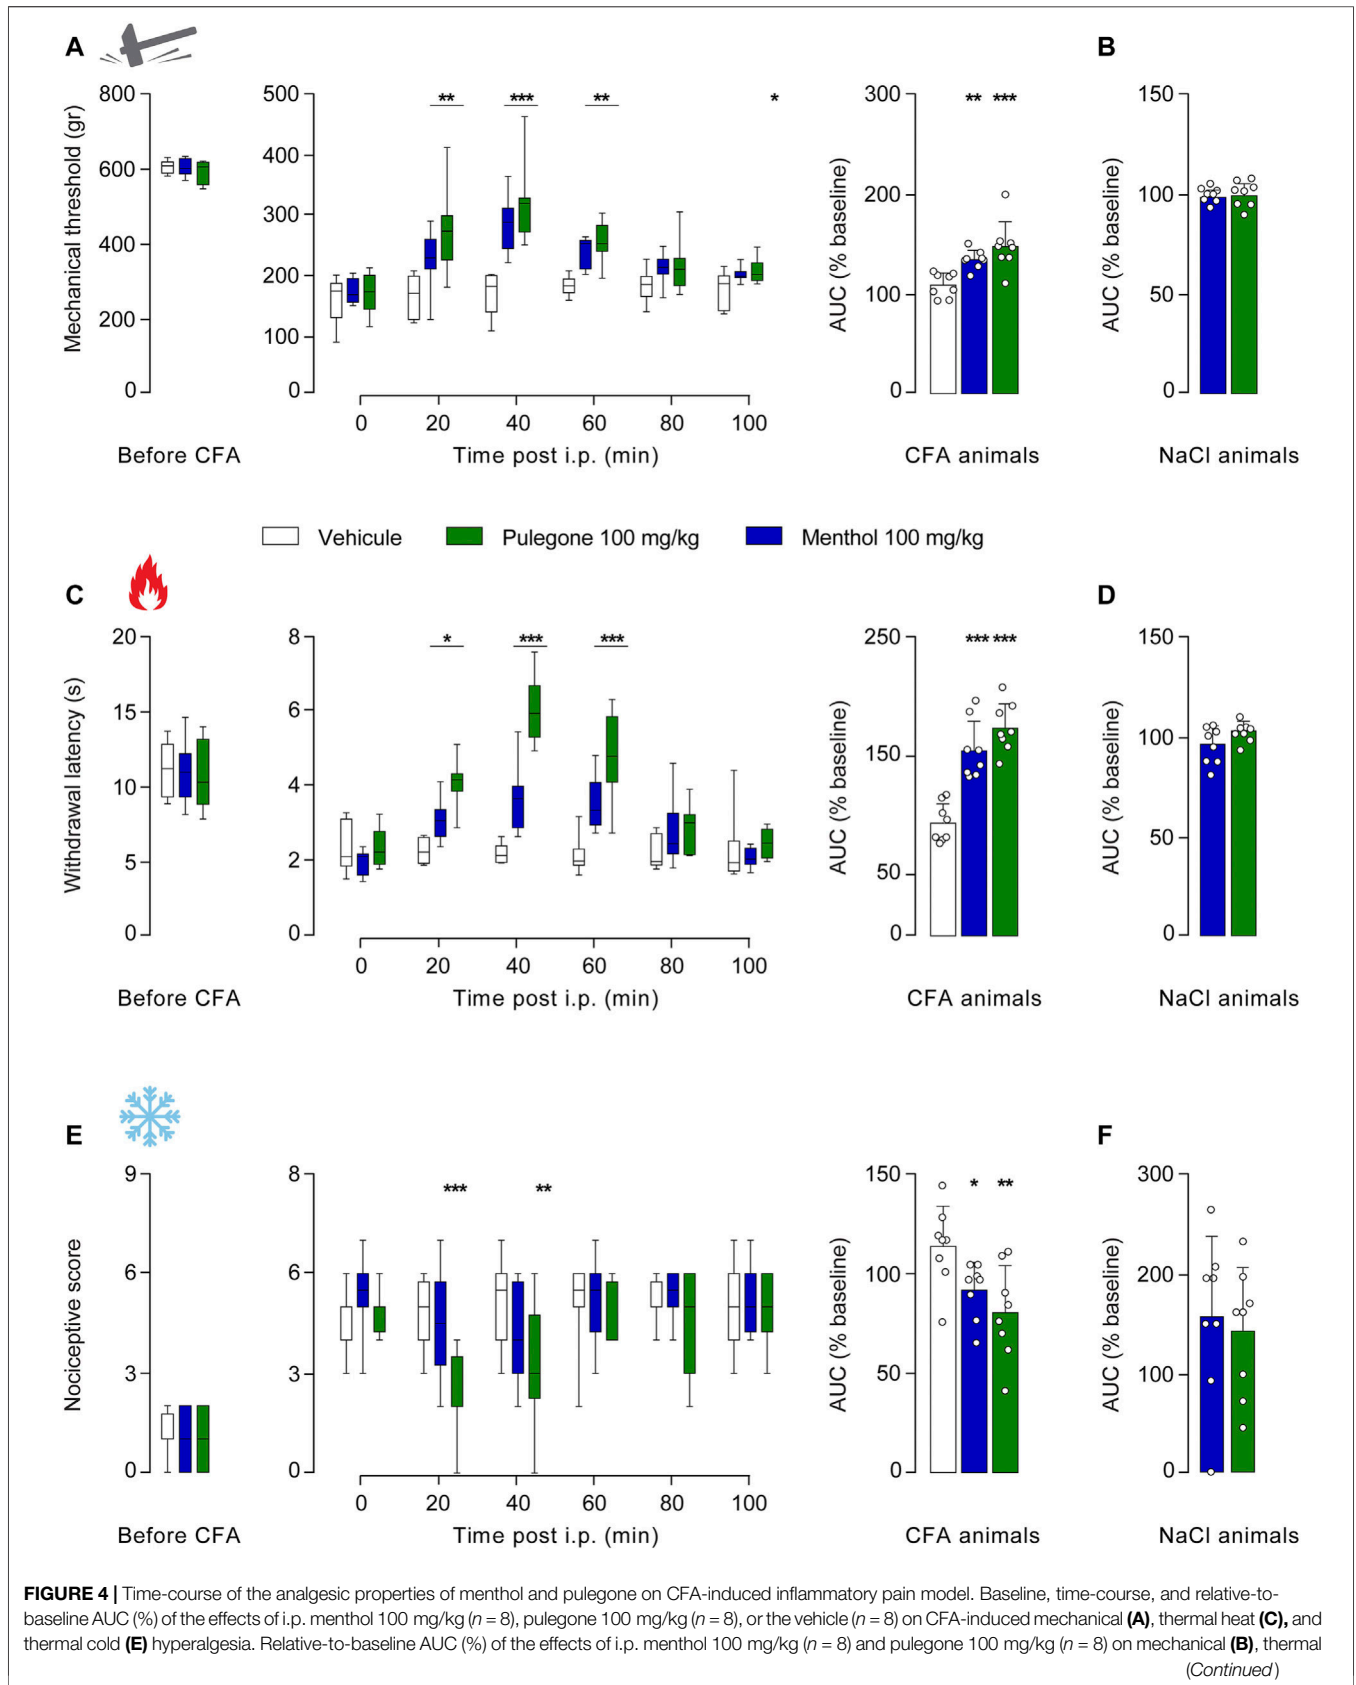 A
B
800
600
400
200
0
Mechanical threshold (gr)
Before CFA
500
400
300
200
100
0
** *** ** *
0 20 40 60 80 100
Time post i.p. (min)
300
200
100
0
AUC (% baseline)
** ***
CFA animals
150
100
50
0
AUC (% baseline)
NaCl animals
Vehicule Pulegone 100 mg/kg Menthol 100 mg/kg
C
D
20
15
10
5
0
Withdrawal latency (s)
Before CFA
8
6
4
2
0
* *** ***
0 20 40 60 80 100
Time post i.p. (min)
250
150
50
0
AUC (% baseline)
*** ***
CFA animals
150
100
50
0
AUC (% baseline)
NaCl animals
E
F
9
6
3
0
Nociceptive score
Before CFA
8
6
3
0
*** **
0 20 40 60 80 100
Time post i.p. (min)
150
100
50
0
AUC (% baseline)
* **
CFA animals
300
200
100
0
AUC (% baseline)
NaCl animals
FIGURE 4 | Time-course of the analgesic properties of menthol and pulegone on CFA-induced inflammatory pain model. Baseline, time-course, and relative-to-
baseline AUC (%) of the effects of i.p. menthol 100 mg/kg (n = 8), pulegone 100 mg/kg (n = 8), or the vehicle (n = 8) on CFA-induced mechanical (A), thermal heat (C), and
thermal cold (E) hyperalgesia. Relative-to-baseline AUC (%) of the effects of i.p. menthol 100 mg/kg (n = 8) and pulegone 100 mg/kg (n = 8) on mechanical (B), thermal
(Continued)